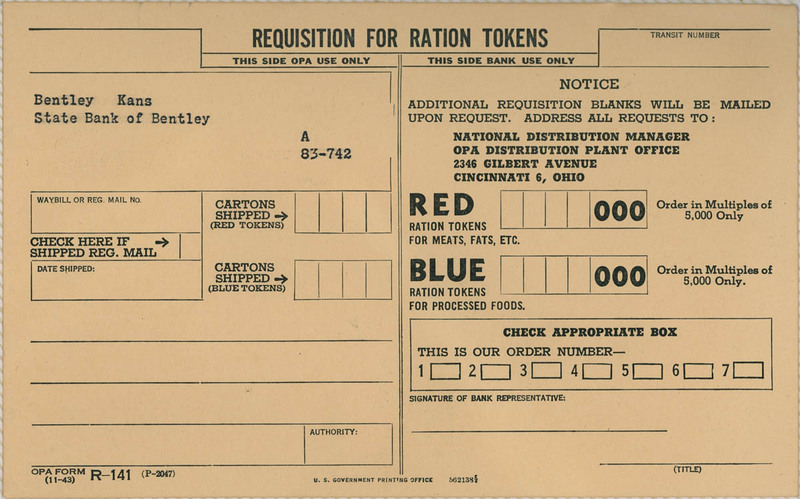 REQUISITION FOR RATION TOKENS
TRANSIT NUMBER
THIS SIDE OPA USE ONLY
THIS SIDE BANK USE ONLY
Bentley Kans
State Bank of Bentley
A
83-742
WAYBILL OR REG. MAIL No.
CARTONS
SHIPPED →
(RED TOKENS)
CHECK HERE IF →
SHIPPED REG. MAIL
DATE SHIPPED:
CARTONS
SHIPPED →
(BLUE TOKENS)
AUTHORITY:
OPA FORM
(11-43) R-141 (P-2047)
NOTICE
ADDITIONAL REQUISITION BLANKS WILL BE MAILED
UPON REQUEST. ADDRESS ALL REQUESTS TO:
NATIONAL DISTRIBUTION MANAGER
OPA DISTRIBUTION PLANT OFFICE
2346 GILBERT AVENUE
CINCINNATI 6, OHIO
RED
RATION TOKENS
FOR MEATS, FATS, ETC.
000
Order in Multiples of
5,000 Only
BLUE
RATION TOKENS
FOR PROCESSED FOODS.
000
Order in Multiples of
5,000 Only.
CHECK APPROPRIATE BOX
THIS IS OUR ORDER NUMBER—
1 2 3 4 5 6 7
SIGNATURE OF BANK REPRESENTATIVE:
(TITLE)
U. S. GOVERNMENT PRINTING OFFICE